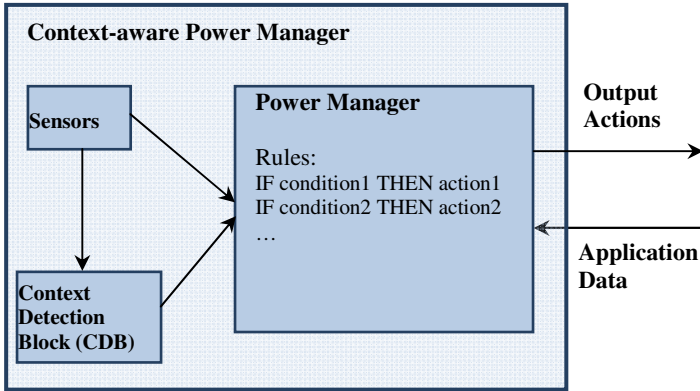 Context-aware Power Manager
Sensors
Context
Detection
Block (CDB)
Power Manager
Rules:
IF condition1 THEN action1
IF condition2 THEN action2
…
Output
Actions
Application
Data